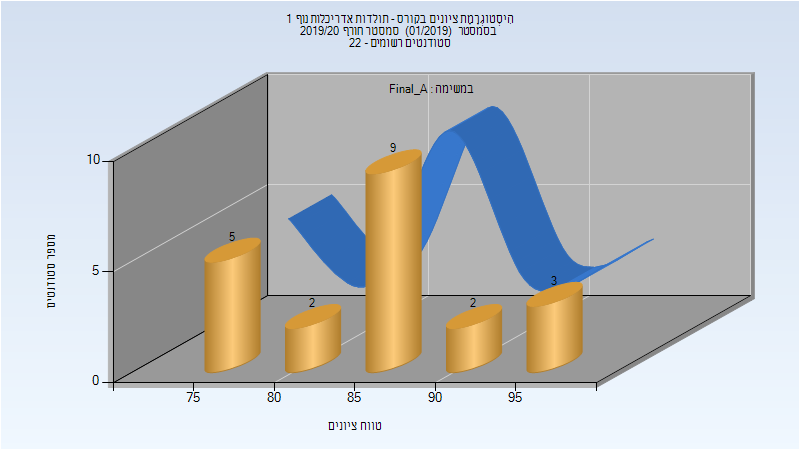 היסטוגרמת ציונים בקורס - תולדות אדריכלות נוף 1
בסמסטר (01/2019) סמסטר חורף 2019/20
סטודנטים רשומים - 22
במשימה : Final_A
9
5
2
2
3
10
5
0
75
80
85
90
95
מספר סטודנטים
טווח ציונים